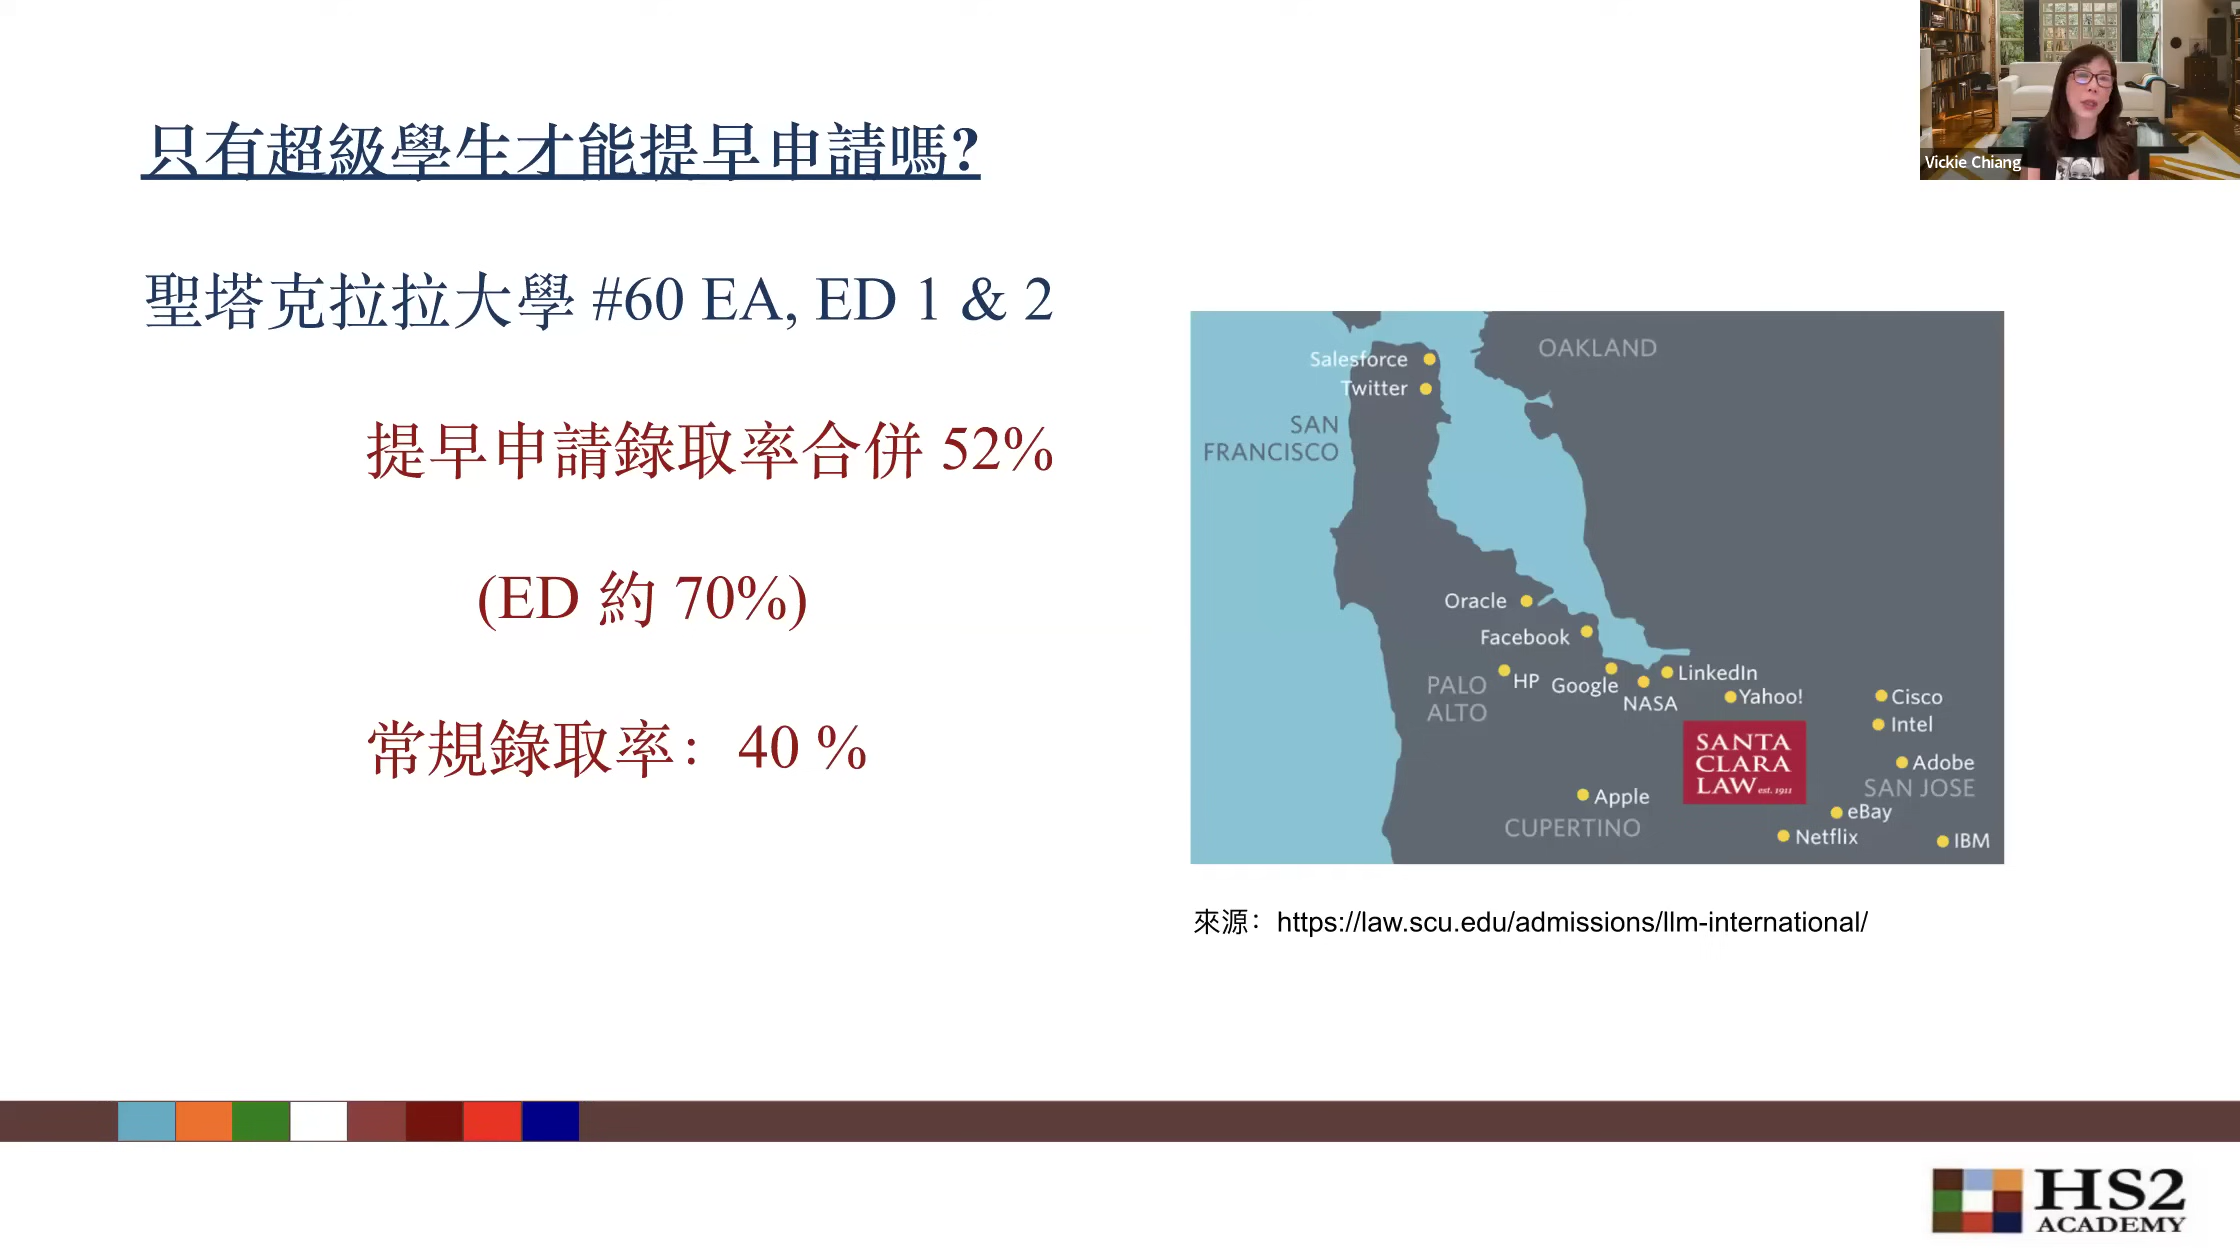 Vickie Chiang
只有超級學生才能提早申請嗎?
聖塔克拉拉大學 #60 EA, ED 1 & 2
提早申請錄取率合併 52%
(ED 約 70%)
常規錄取率：40 %
OAKLAND
Salesforce
Twitter
SAN
FRANCISCO
Oracle
Facebook
PALO
ALTO
HP
Google
NASA
LinkedIn
Yahoo!
Cisco
Intel
Adobe
SAN JOSE
SANTA
CLARA
LAW est. 1911
Apple
CUPERTINO
eBay
Netflix
IBM
來源：https://law.scu.edu/admissions/llm-international/
HS2
ACADEMY